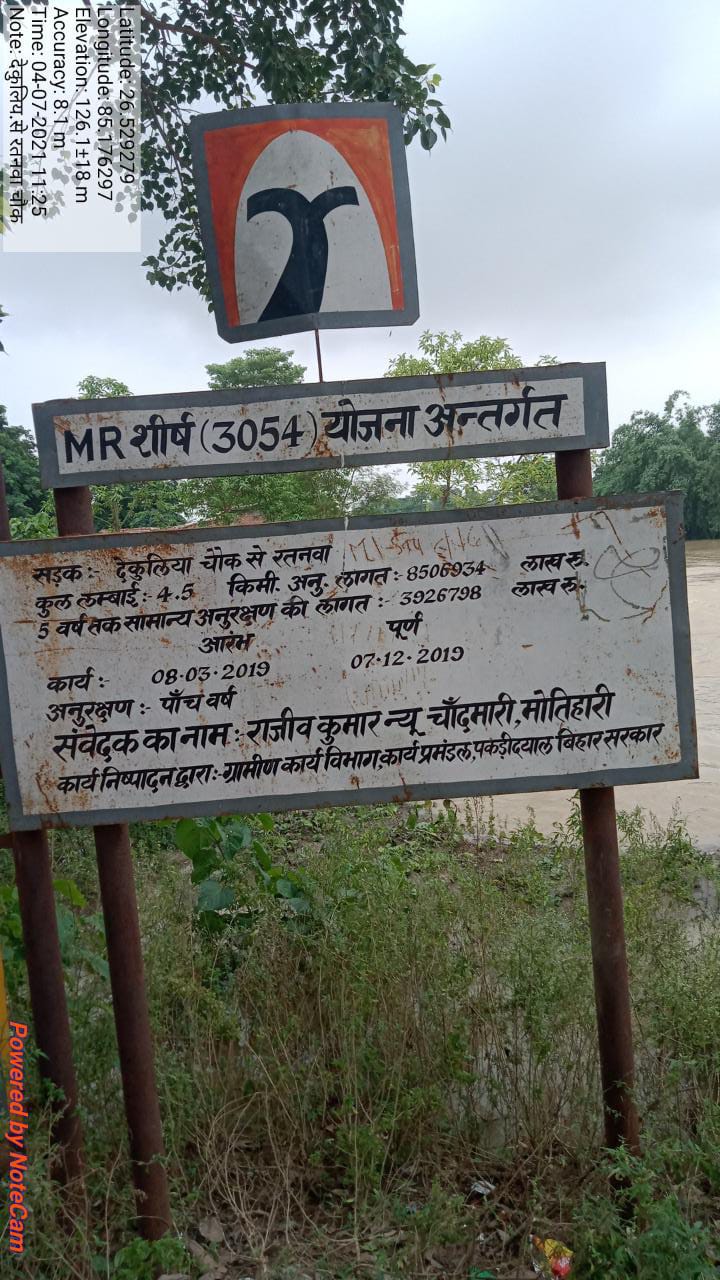 Latitude: 26.529279
Longitude: 85.176297
Elevation: 126.1±18 m
Accuracy: 8.1 m
Time: 04-07-2021 11:25
Note: देकुलिय से रतनवा चौक
MR शीर्ष (3054) योजना अन्तर्गत
सड़क:- देकुलिया चौक से रतनवा
कुल लम्बाई:- 4.5 किमी. अनु. लागत:- 8506934 लाख रु.
5 वर्ष तक सामान्य अनुरक्षण की लागत:- 3926798 लाख रु.
आरंभ पूर्ण
कार्य:- 08-03-2019 07-12-2019
अनुरक्षण:- पाँच वर्ष
संवेदक का नाम:- राजीव कुमार न्यू चाँदमारी, मोतिहारी
कार्य निष्पादन द्वारा:- ग्रामीण कार्य विभाग, कार्य प्रमंडल, पकड़ीदयाल बिहार सरकार
Powered by NoteCam